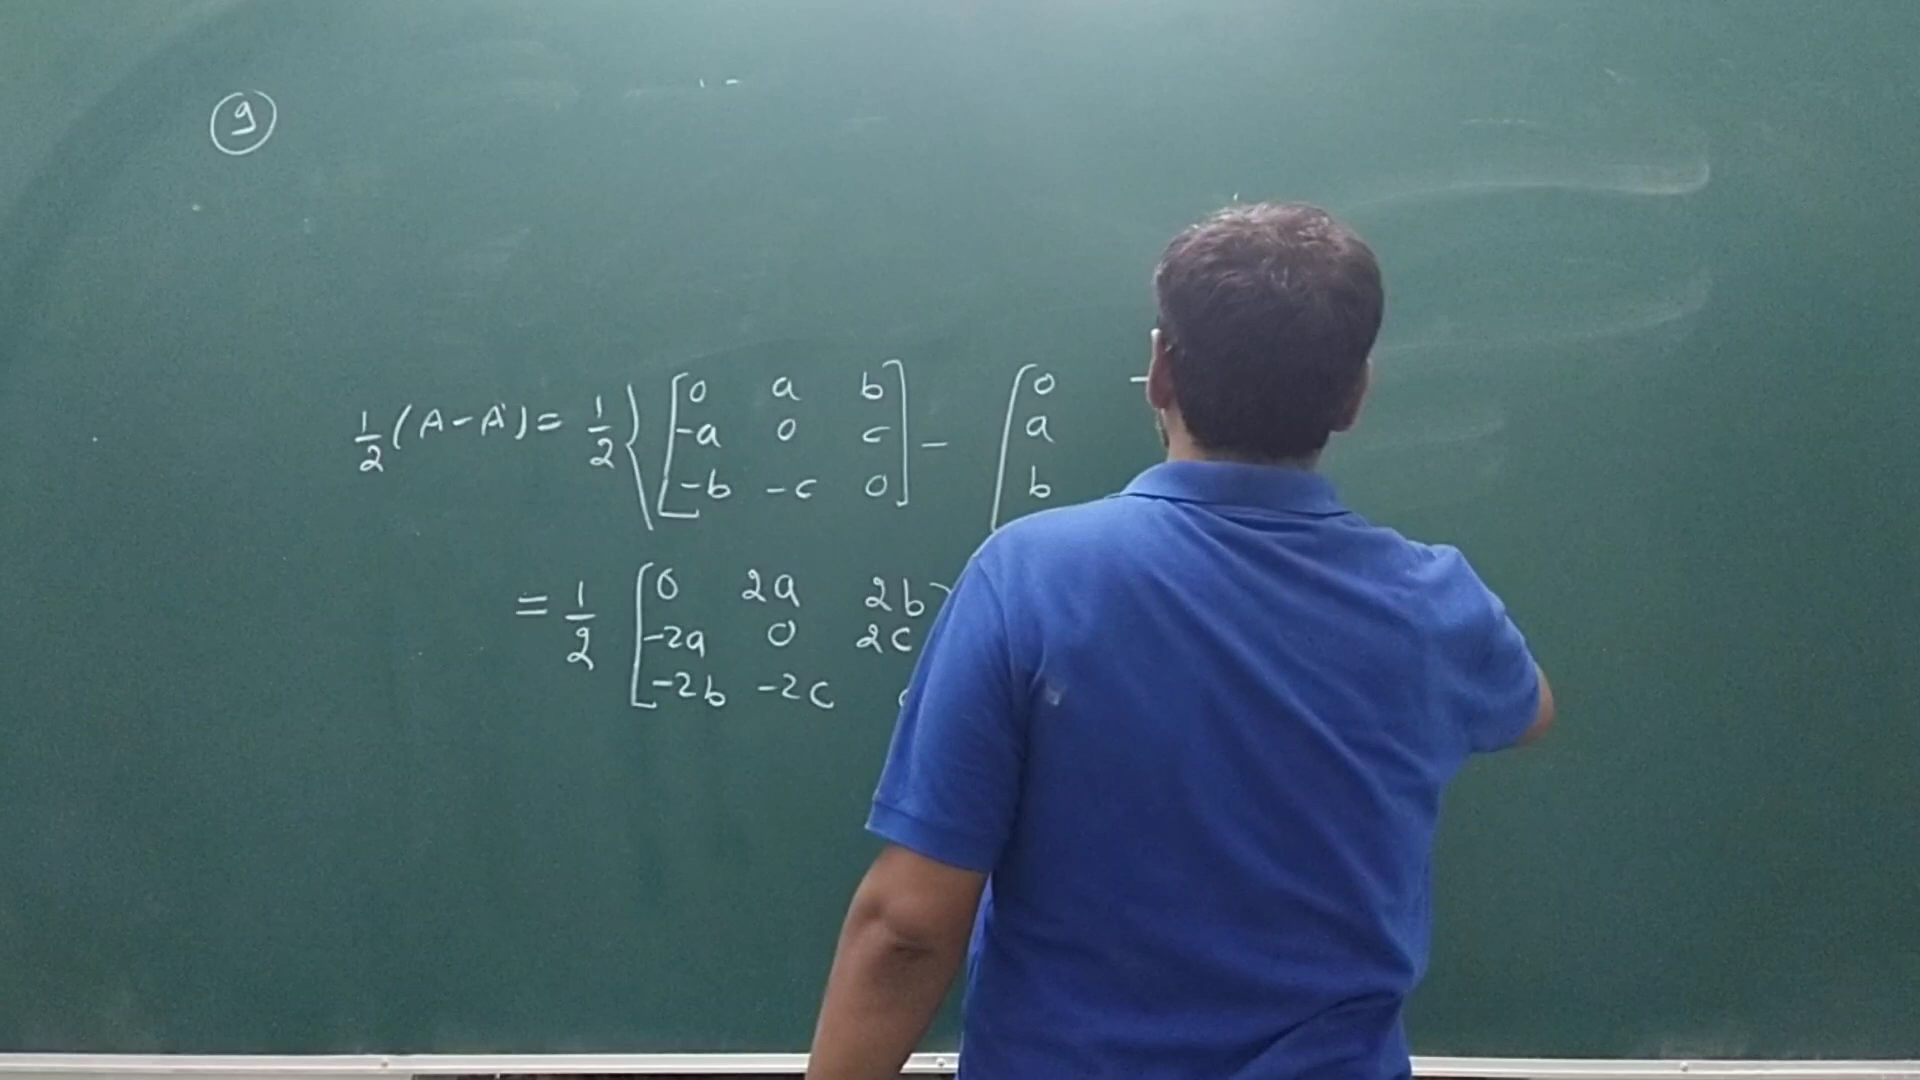 9
1/2 (A-A') = 1/2 { [ 0 a b ] - [ 0 -
-a 0 c a
-b -c 0 b
= 1/2 [ 0 2a 2b ]
-2a 0 2c
-2b -2c